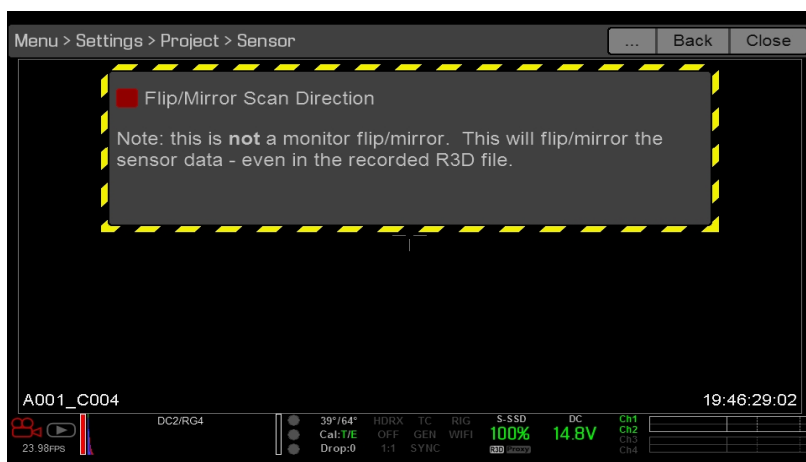 Menu > Settings > Project > Sensor ... Back Close
Flip/Mirror Scan Direction
Note: this is not a monitor flip/mirror. This will flip/mirror the
sensor data - even in the recorded R3D file.
A001_C004 19:46:29:02
DC2/RG4 39°/64° HDRX TC RIG S-SSD DC Ch1
Cal:T/E OFF GEN WIFI 100% 14.8V Ch2
23.98FPS Drop:0 1:1 SYNC R3D Proxy Ch3
Ch4